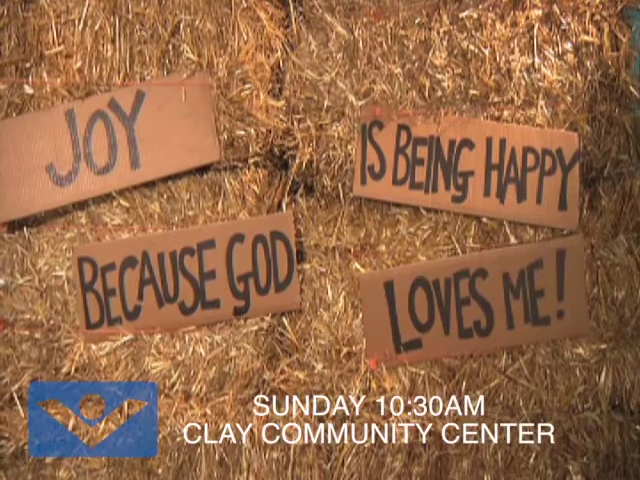 JOY
IS BEING HAPPY
BECAUSE GOD
LOVES ME!
SUNDAY 10:30AM
CLAY COMMUNITY CENTER